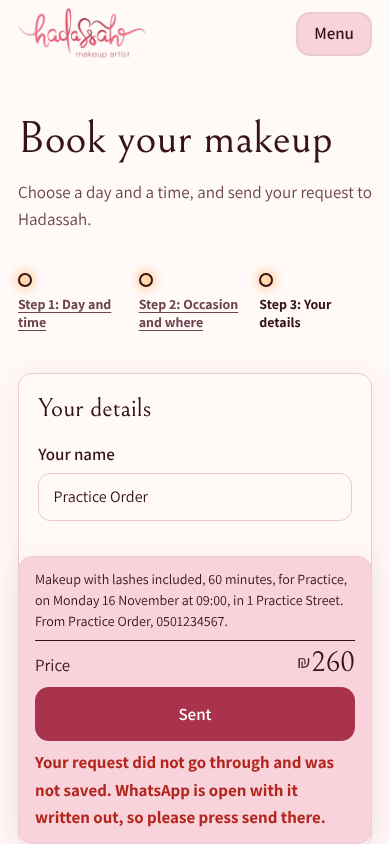 hadassah
makeup artist
Menu
Book your makeup
Choose a day and a time, and send your request to
Hadassah.
Step 1: Day and
time
Step 2: Occasion
and where
Step 3: Your
details
Your details
Your name
Practice Order
Makeup with lashes included, 60 minutes, for Practice,
on Monday 16 November at 09:00, in 1 Practice Street.
From Practice Order, 0501234567.
Price
₪260
Sent
Your request did not go through and was
not saved. WhatsApp is open with it
written out, so please press send there.